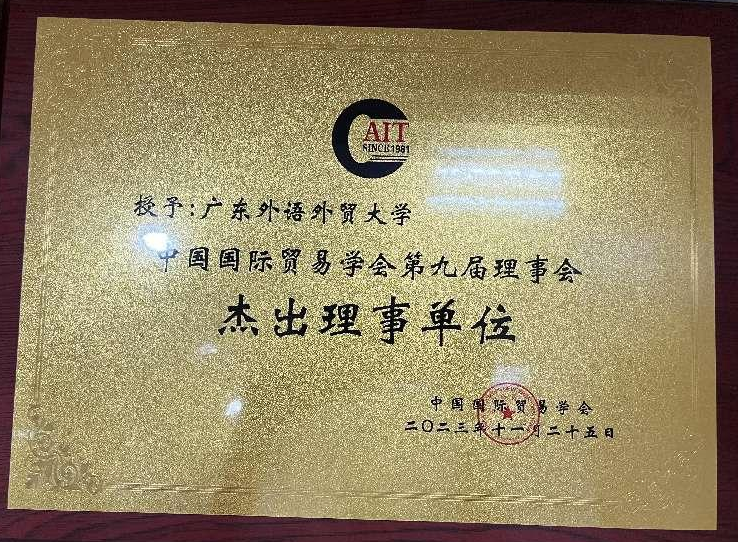 CAIT
SINCE 1981
授予:广东外语外贸大学
中国国际贸易学会第九届理事会
杰出理事单位
中国国际贸易学会
二〇二三年十一月二十五日